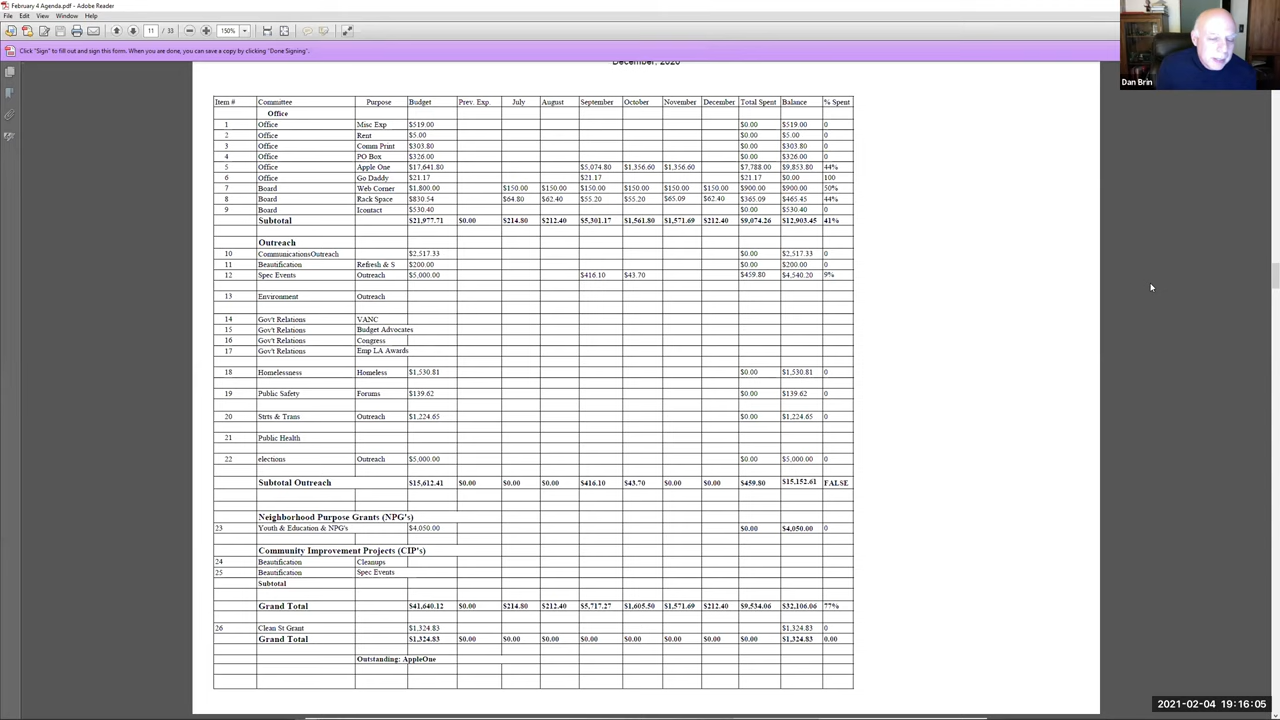 February 4 Agenda.pdf - Adobe Reader
File Edit View Window Help
11 / 33 150%
Click "Sign" to fill out and sign this form. When you are done, you can save a copy by clicking "Done Signing".
Dan Brin
December, 2020
Item # Committee Purpose Budget Prev. Exp. July August September October November December Total Spent Balance % Spent
Office
1 Office Misc Exp $519.00 $0.00 $519.00 0
2 Office Rent $5.00 $0.00 $5.00 0
3 Office Comm Print $303.80 $0.00 $303.80 0
4 Office PO Box $326.00 $0.00 $326.00 0
5 Office Apple One $17,641.80 $5,074.80 $1,356.60 $1,356.60 $7,788.00 $9,853.80 44%
6 Office Go Daddy $21.17 $21.17 $21.17 $0.00 100
7 Board Web Corner $1,800.00 $150.00 $150.00 $150.00 $150.00 $150.00 $150.00 $900.00 $900.00 50%
8 Board Rack Space $830.54 $64.80 $62.40 $55.20 $55.20 $65.09 $62.40 $365.09 $465.45 44%
9 Board Icontact $530.40 $0.00 $530.40 0
Subtotal $21,977.71 $0.00 $214.80 $212.40 $5,301.17 $1,561.80 $1,571.69 $212.40 $9,074.26 $12,903.45 41%
Outreach
10 CommunicationsOutreach $2,517.33 $0.00 $2,517.33 0
11 Beautification Refresh & S $200.00 $0.00 $200.00 0
12 Spec Events Outreach $5,000.00 $416.10 $43.70 $459.80 $4,540.20 9%
13 Environment Outreach
14 Gov't Relations VANC
15 Gov't Relations Budget Advocates
16 Gov't Relations Congress
17 Gov't Relations Emp LA Awards
18 Homelessness Homeless $1,530.81 $0.00 $1,530.81 0
19 Public Safety Forums $139.62 $0.00 $139.62 0
20 Strts & Trans Outreach $1,224.65 $0.00 $1,224.65 0
21 Public Health
22 elections Outreach $5,000.00 $0.00 $5,000.00 0
Subtotal Outreach $15,612.41 $0.00 $0.00 $0.00 $416.10 $43.70 $0.00 $0.00 $459.80 $15,152.61 FALSE
Neighborhood Purpose Grants (NPG's)
23 Youth & Education & NPG's $4,050.00 $0.00 $4,050.00 0
Community Improvement Projects (CIP's)
24 Beautification Cleanups
25 Beautification Spec Events
Subtotal
Grand Total $41,640.12 $0.00 $214.80 $212.40 $5,717.27 $1,605.50 $1,571.69 $212.40 $9,534.06 $32,106.06 77%
26 Clean St Grant $1,324.83 $1,324.83 0
Grand Total $1,324.83 $0.00 $0.00 $0.00 $0.00 $0.00 $0.00 $0.00 $0.00 $1,324.83 0.00
Outstanding: AppleOne
2021-02-04 19:16:05